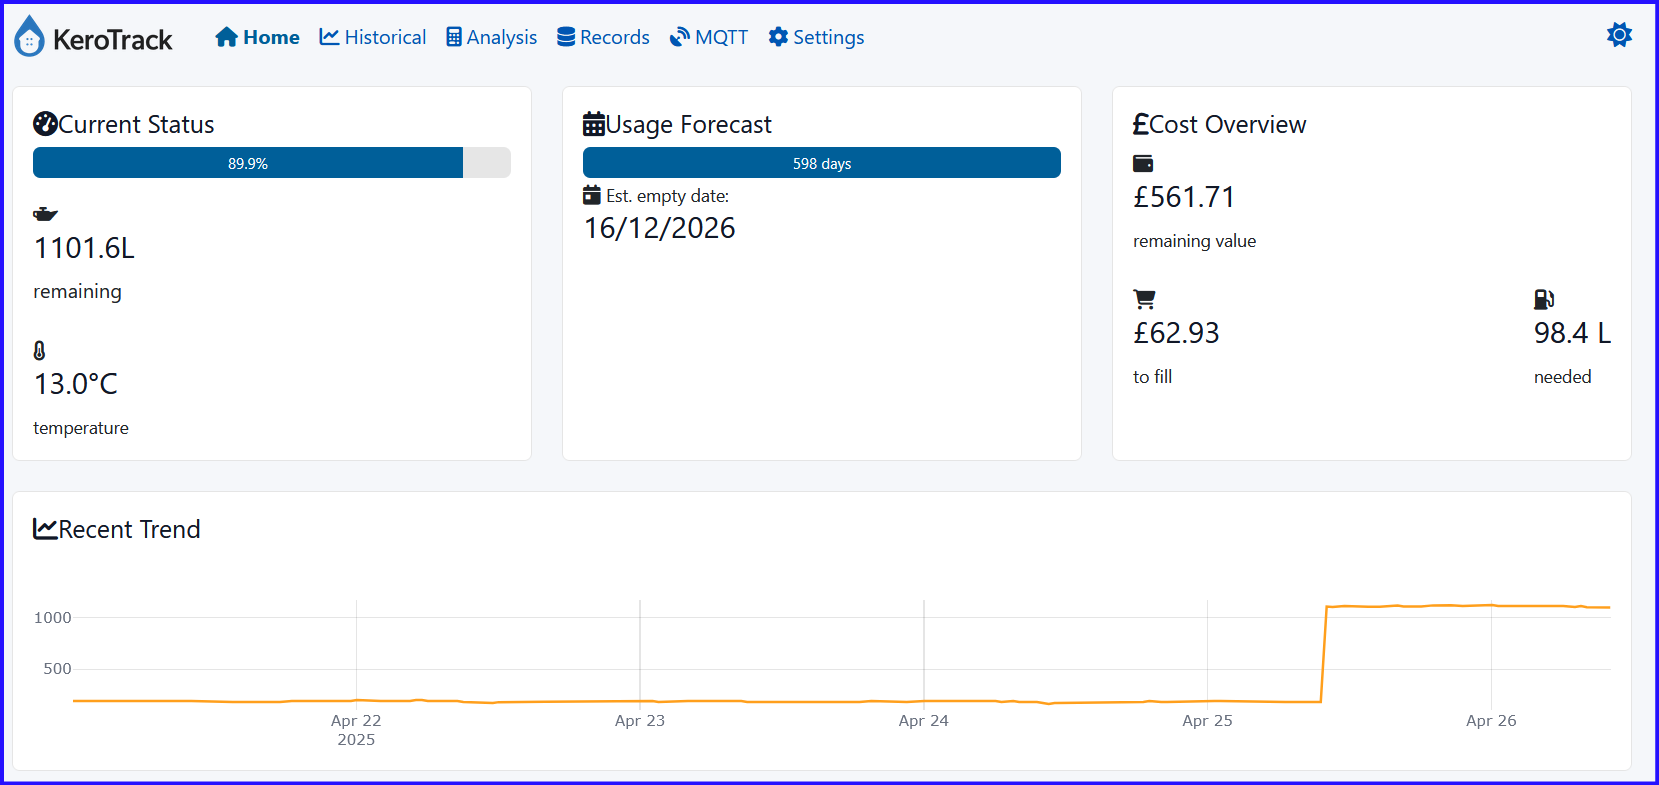 KeroTrack
Home Historical Analysis Records MQTT Settings
Current Status
89.9%
1101.6L
remaining
13.0°C
temperature
Usage Forecast
598 days
Est. empty date:
16/12/2026
£Cost Overview
£561.71
remaining value
£62.93
to fill
98.4 L
needed
Recent Trend
1000
500
Apr 22
2025
Apr 23
Apr 24
Apr 25
Apr 26